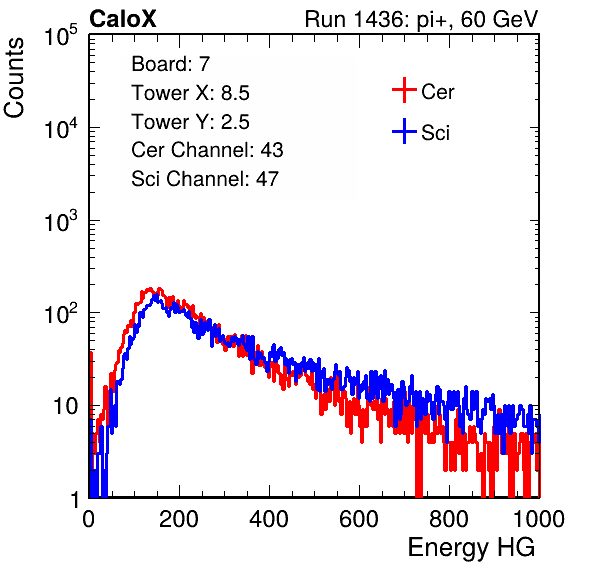 CaloX Run 1436: pi+, 60 GeV
Counts
Board: 7
Tower X: 8.5
Tower Y: 2.5
Cer Channel: 43
Sci Channel: 47
Cer
Sci
10^5
10^4
10^3
10^2
10
1
0 200 400 600 800 1000
Energy HG